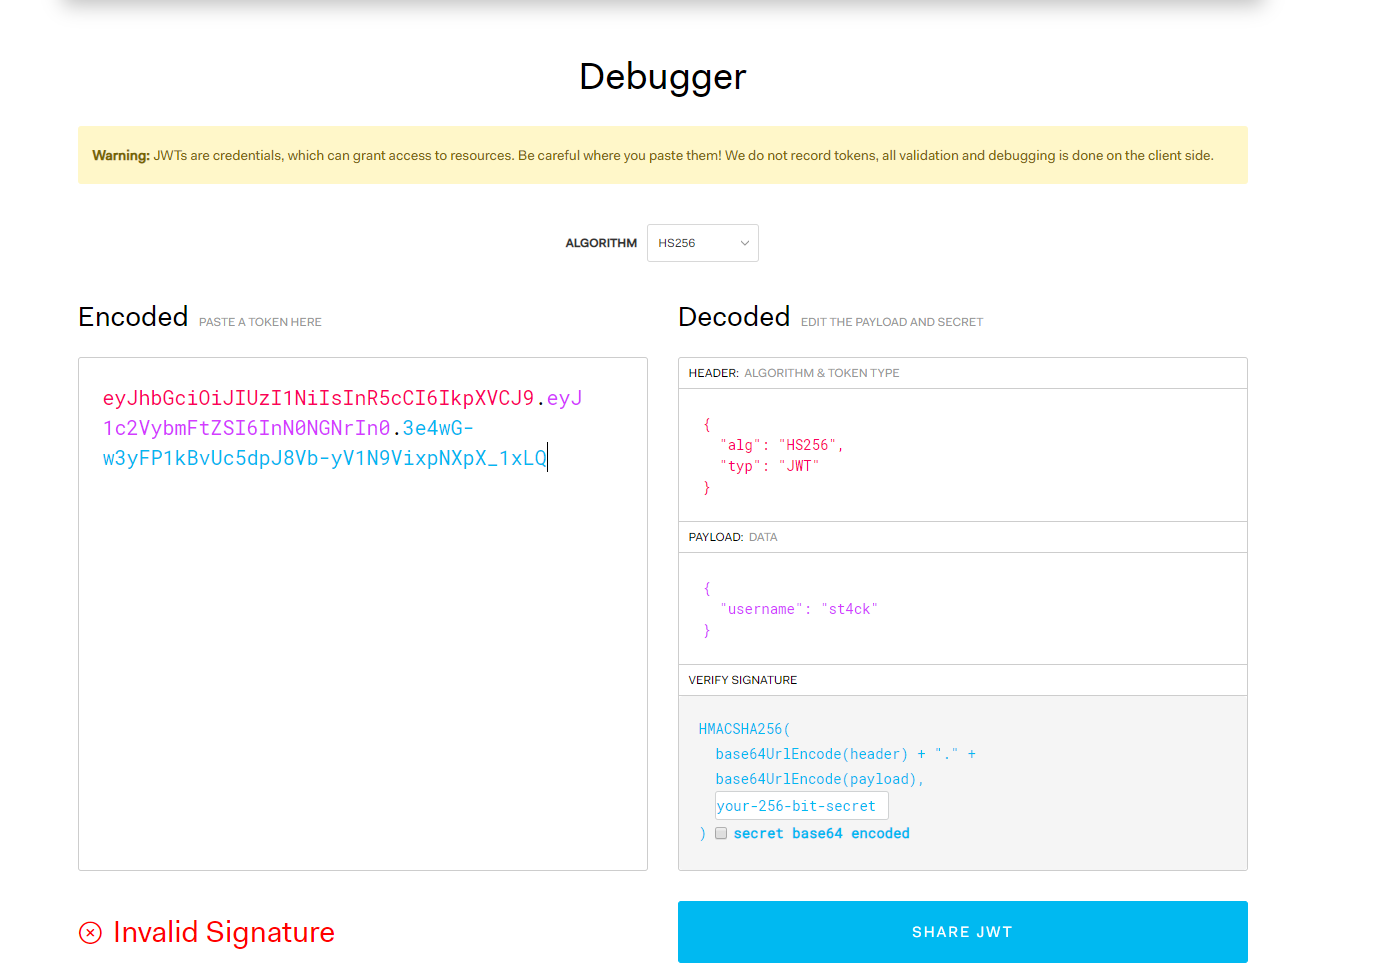 Debugger
Warning: JWTs are credentials, which can grant access to resources. Be careful where you paste them! We do not record tokens, all validation and debugging is done on the client side.
ALGORITHM HS256
Encoded PASTE A TOKEN HERE
eyJhbGciOiJIUzI1NiIsInR5cCI6IkpXVCJ9.eyJ
1c2VybmFtZSI6InN0NGNrIn0.3e4wG-
w3yFP1kBvUc5dpJ8Vb-yV1N9VixpNXpX_1xLQ
Invalid Signature
Decoded EDIT THE PAYLOAD AND SECRET
HEADER: ALGORITHM & TOKEN TYPE
{
"alg": "HS256",
"typ": "JWT"
}
PAYLOAD: DATA
{
"username": "st4ck"
}
VERIFY SIGNATURE
HMACSHA256(
base64UrlEncode(header) + "." +
base64UrlEncode(payload),
your-256-bit-secret
) secret base64 encoded
SHARE JWT